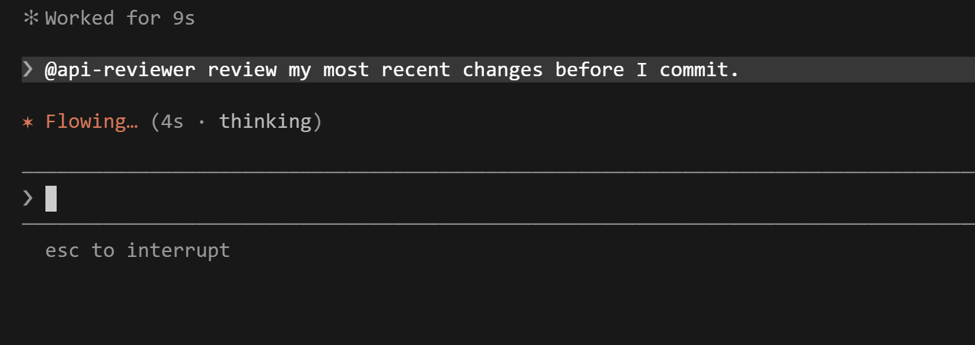 ✻ Worked for 9s
❯ @api-reviewer review my most recent changes before I commit.
✶ Flowing… (4s · thinking)
❯
esc to interrupt